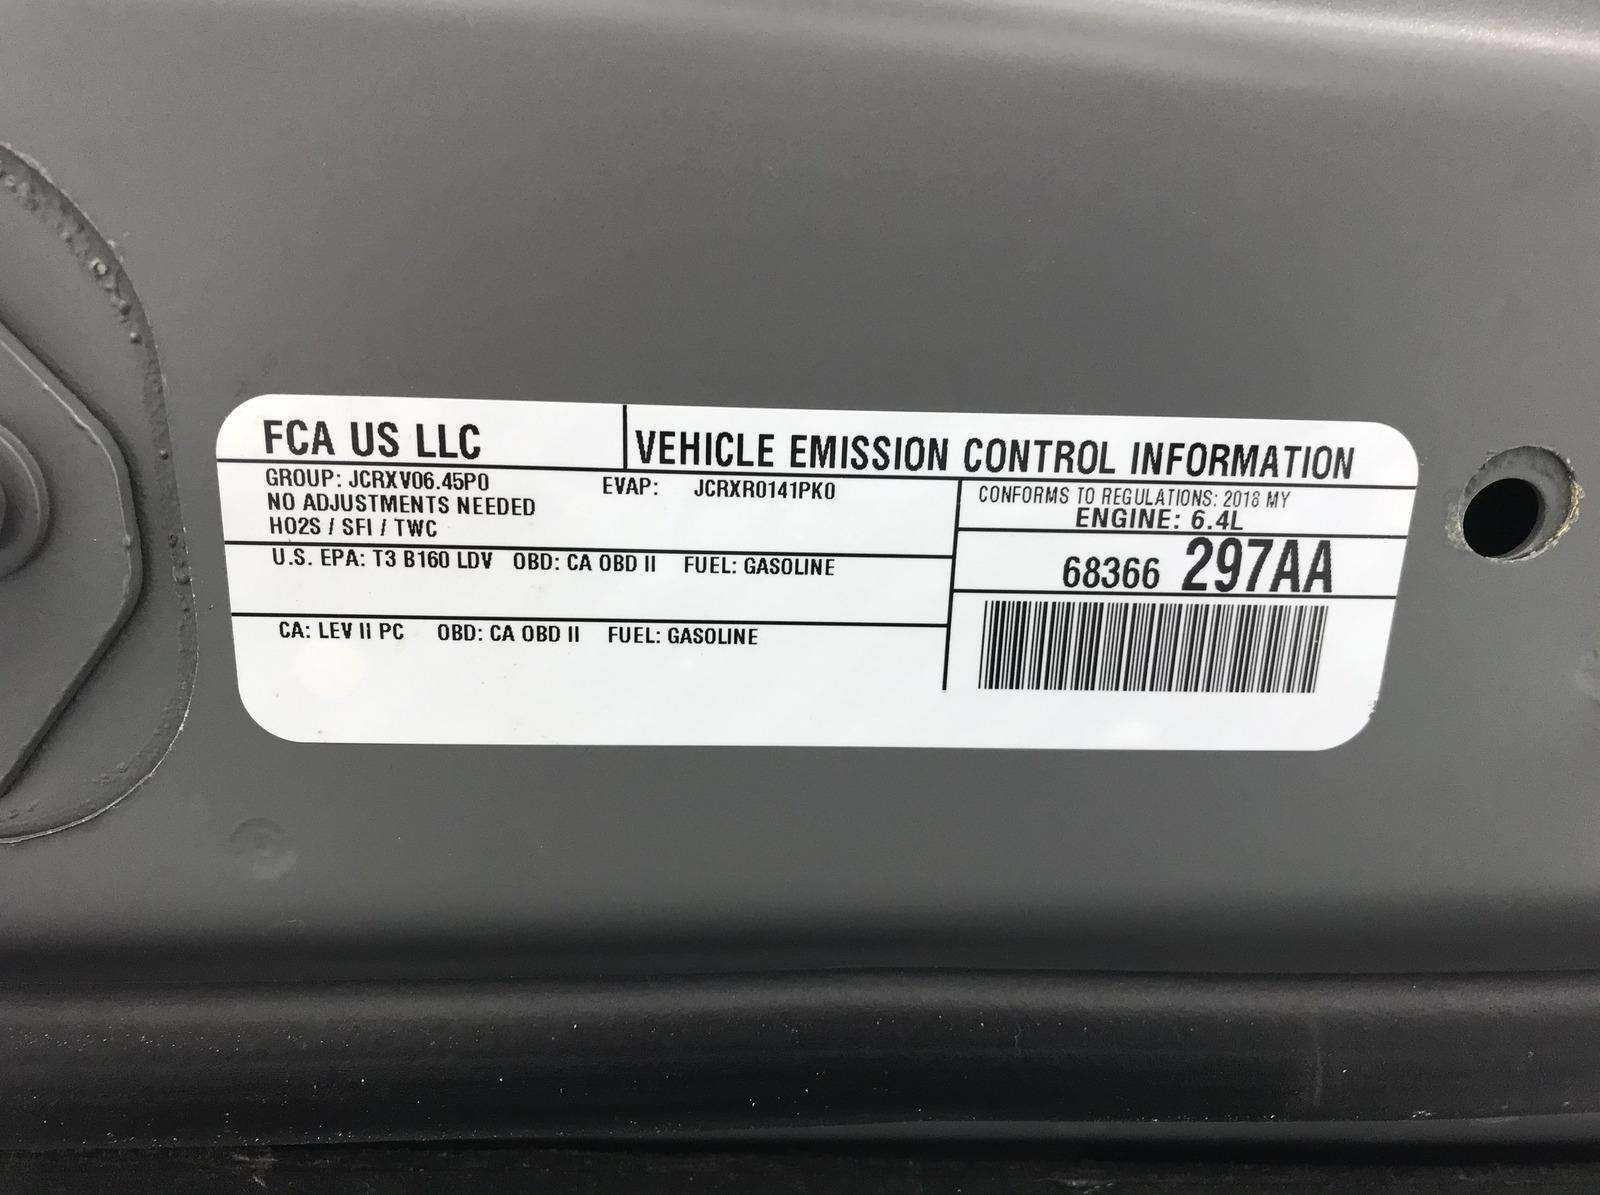 FCA US LLC
VEHICLE EMISSION CONTROL INFORMATION
GROUP: JCRXV06.45P0
EVAP: JCRXR0141PK0
NO ADJUSTMENTS NEEDED
HO2S / SFI / TWC
CONFORMS TO REGULATIONS: 2018 MY
ENGINE: 6.4L
U.S. EPA: T3 B160 LDV OBD: CA OBD II FUEL: GASOLINE
68366 297AA
CA: LEV II PC OBD: CA OBD II FUEL: GASOLINE